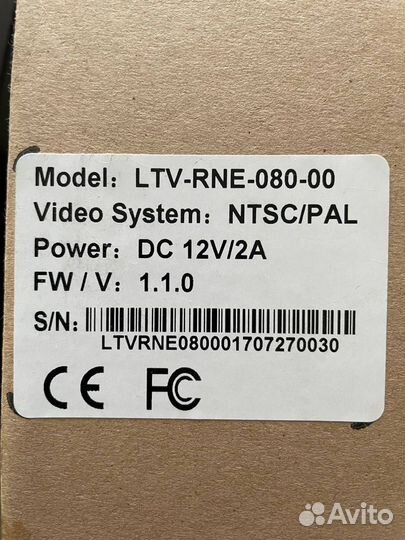 Model: LTV-RNE-080-00
Video System: NTSC/PAL
Power: DC 12V/2A
FW / V: 1.1.0
S/N:
LTVRNE080001707270030
CE FC
Avito